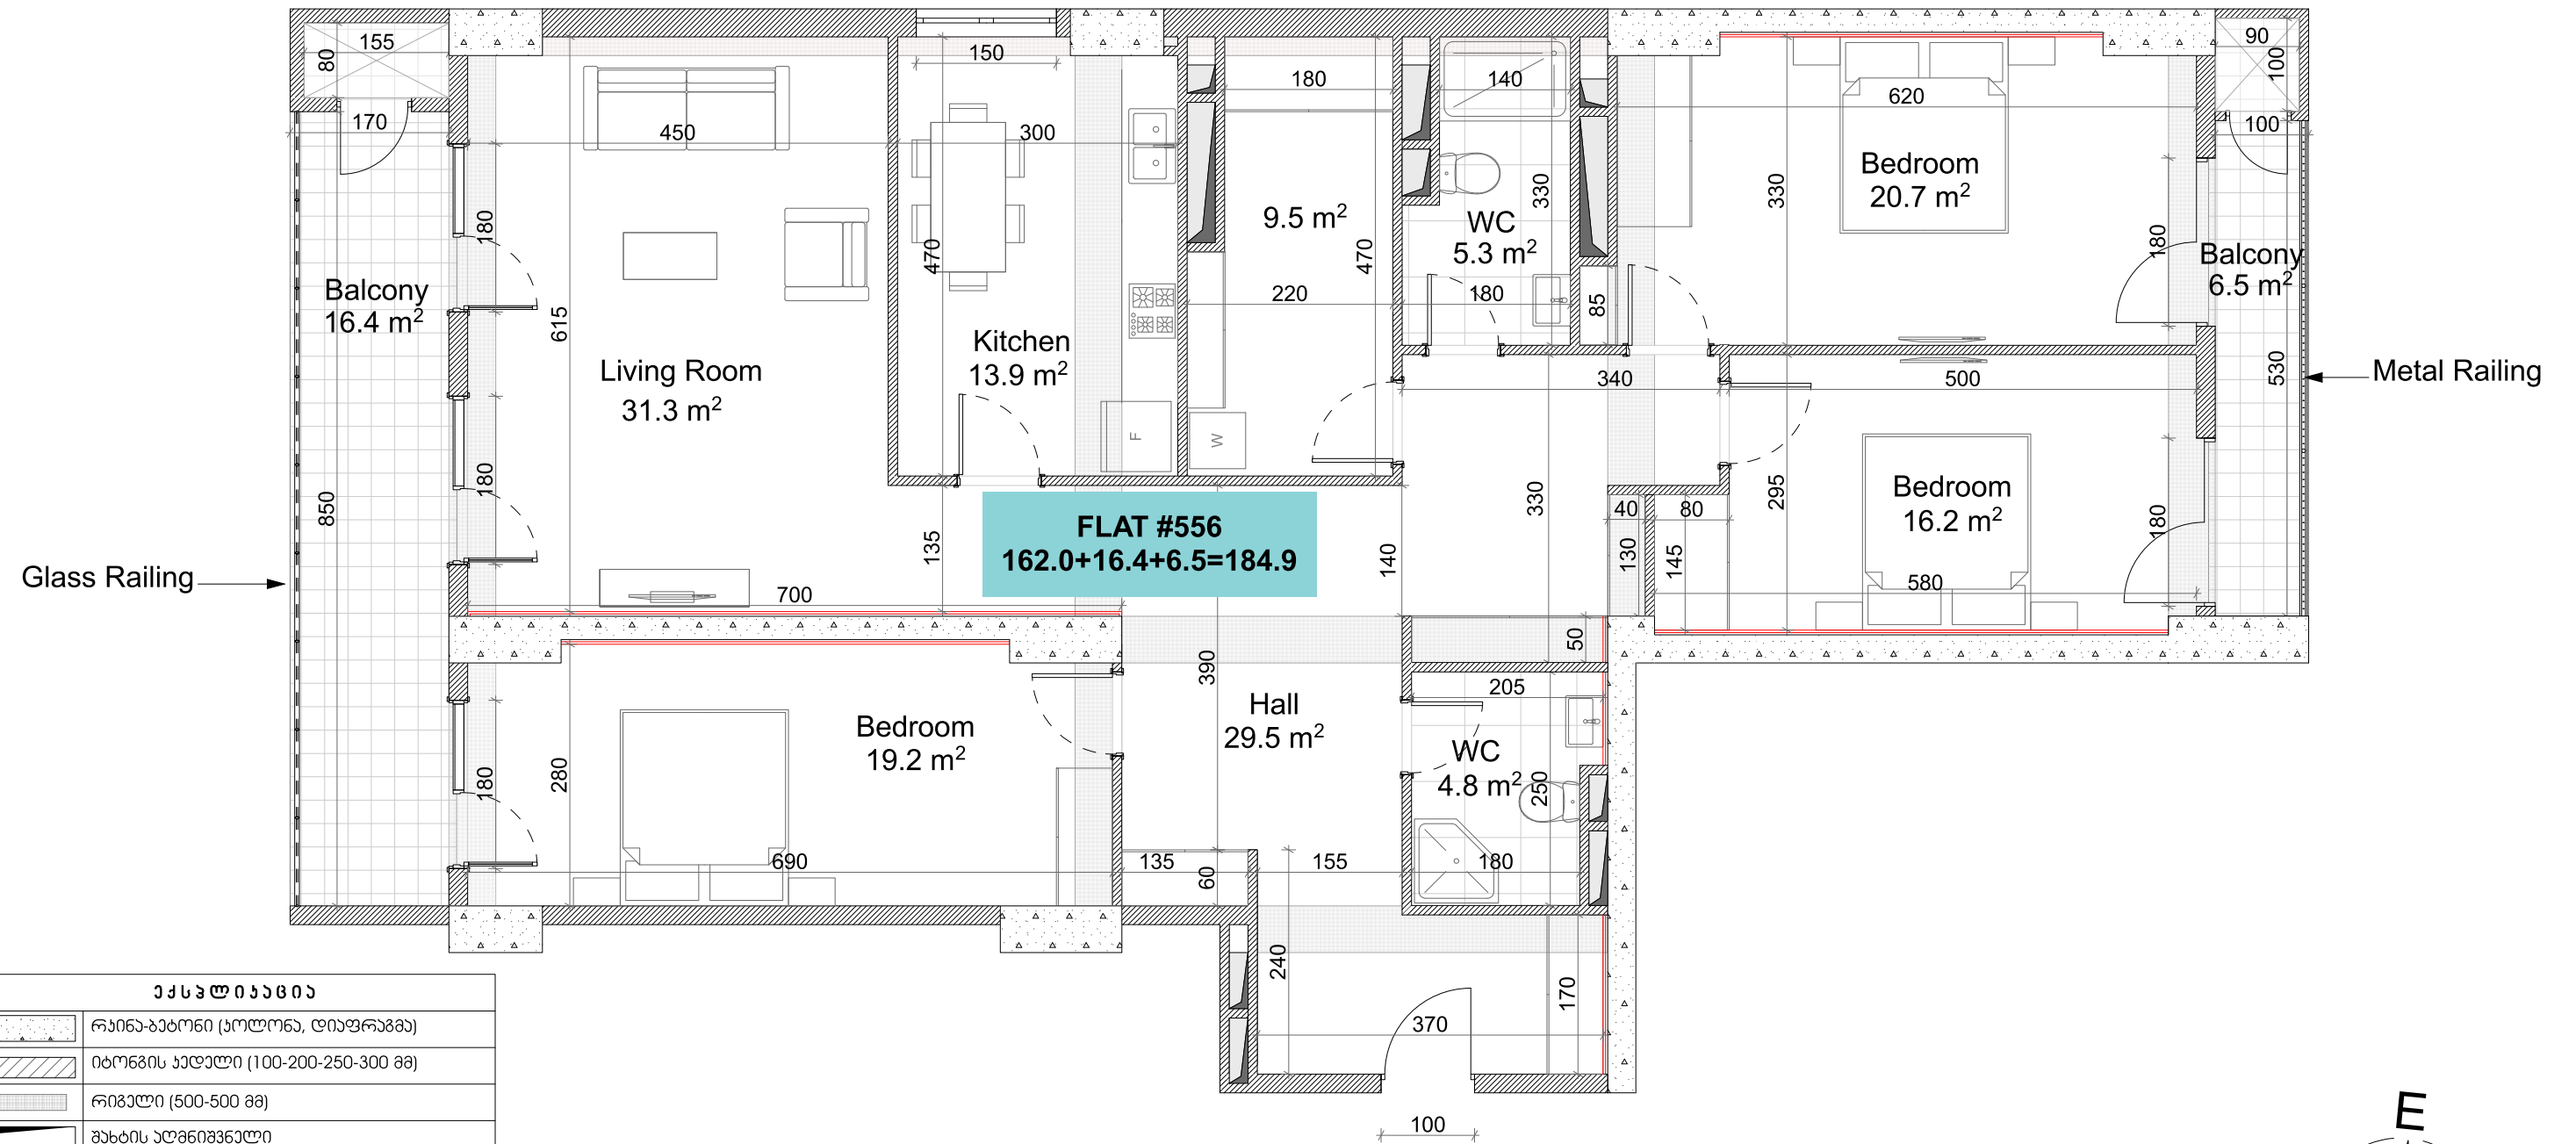 155
80
170
150
180
140
620
90
100
100
450
300
330
330
Bedroom
20.7 m²
180
470
9.5 m²
470
WC
5.3 m²
180
Balcony
6.5 m²
Balcony
16.4 m²
220
180
85
615
Kitchen
13.9 m²
Living Room
31.3 m²
340
500
530
Metal Railing
F
W
180
850
330
295
Bedroom
16.2 m²
180
40
80
FLAT #556
162.0+16.4+6.5=184.9
135
140
130
145
Glass Railing
700
580
50
390
205
Hall
29.5 m²
Bedroom
19.2 m²
WC
4.8 m²
250
180
280
690
135
60
155
180
240
170
370
100
ექსპლიკაცია
რკინა-ბეტონი (კოლონა, დიაფრაგმა)
იტონგის კედელი (100-200-250-300 მმ)
რიგელი (500-500 მმ)
შახტის აღმნიშვნელი
E